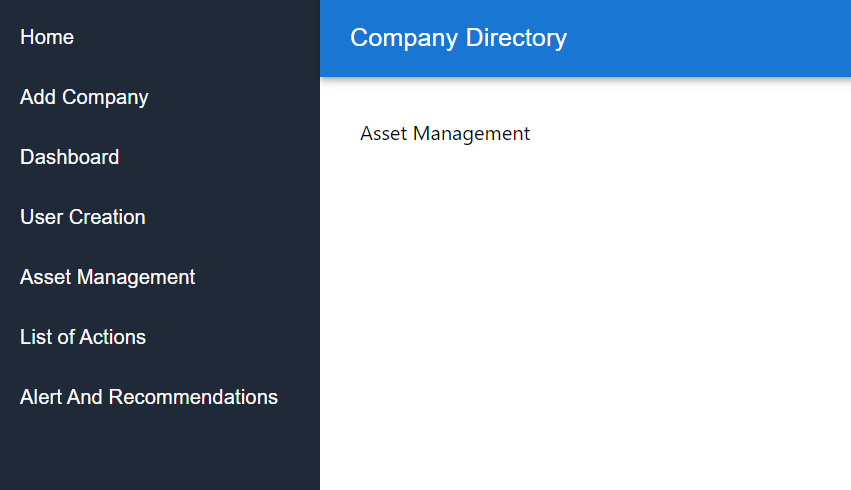 Home
Add Company
Dashboard
User Creation
Asset Management
List of Actions
Alert And Recommendations
Company Directory
Asset Management